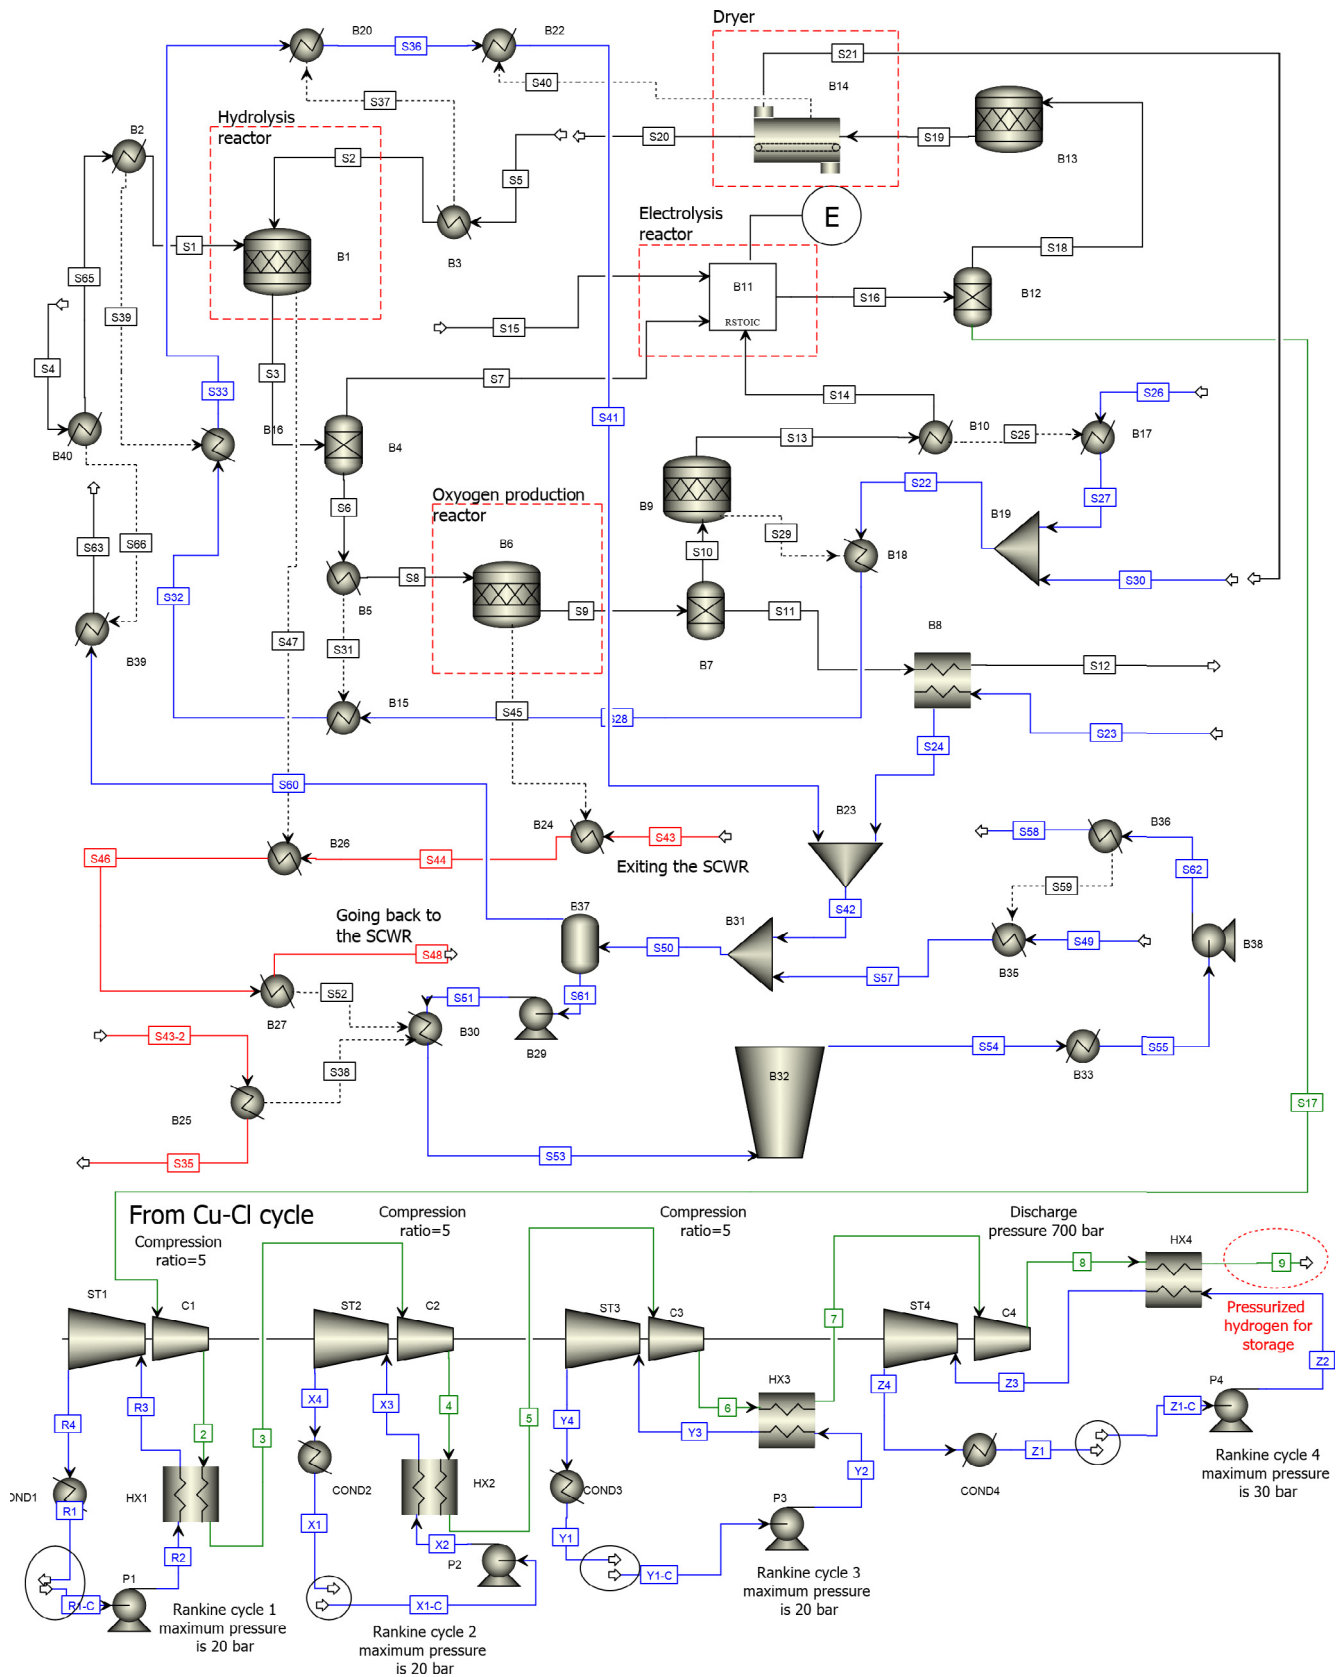 Dryer
B20
S36
B22
S21
B14
S40
S37
Hydrolysis
reactor
B2
S2
S20
S19
B13
S5
S1
B1
B3
Electrolysis
reactor
E
S18
S65
S39
B11
RSTOIC
S16
B12
S15
S4
S3
S7
S33
S14
S26
S41
B16
B4
S13
B10
S25
B17
B40
S6
S22
S27
Oxyogen production
reactor
B9
B19
S63
S66
B6
S29
B18
S10
S8
S30
S32
B5
S9
S11
B7
B8
B39
S47
S31
S12
S45
B15
S28
S23
S24
S60
B23
B24
S43
B36
S58
B26
S46
S44
Exiting the SCWR
S62
S59
Going back to
the SCWR
B37
S42
B31
S48
S50
S49
B38
B35
S57
S52
S51
S61
B27
S43-2
B30
B29
S54
S55
S38
B32
B33
B25
S17
S35
S53
From Cu-Cl cycle
Compression
ratio=5
Compression
ratio=5
Compression
ratio=5
Discharge
pressure 700 bar
HX4
8
9
ST1
C1
ST2
C2
ST3
C3
7
ST4
C4
Pressurized
hydrogen for
storage
Z2
HX3
Z4
Z3
P4
R4
R3
2
3
X4
X3
4
5
6
Y4
Y3
Z1-C
Z1
Rankine cycle 4
maximum pressure
is 30 bar
OND1
HX1
COND2
HX2
COND3
Y2
COND4
P3
R1
X1
Y1
R2
X2
P2
P1
Y1-C
Rankine cycle 3
maximum pressure
is 20 bar
R1-C
X1-C
Rankine cycle 1
maximum pressure
is 20 bar
Rankine cycle 2
maximum pressure
is 20 bar